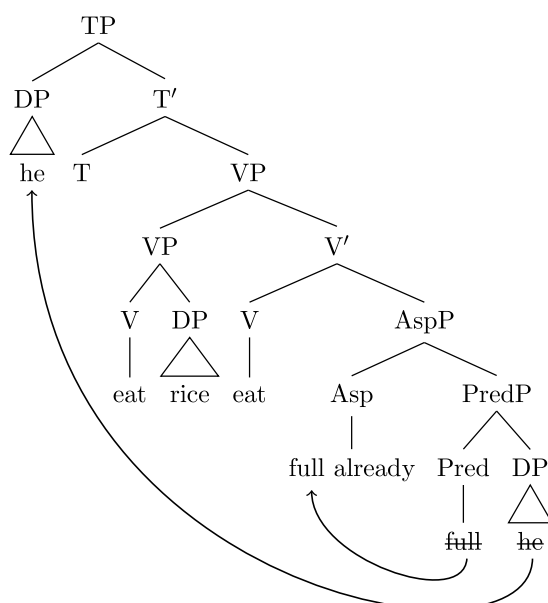 TP
DP T′
he T VP
VP V′
V DP V AspP
eat rice eat Asp PredP
full already Pred DP
full he